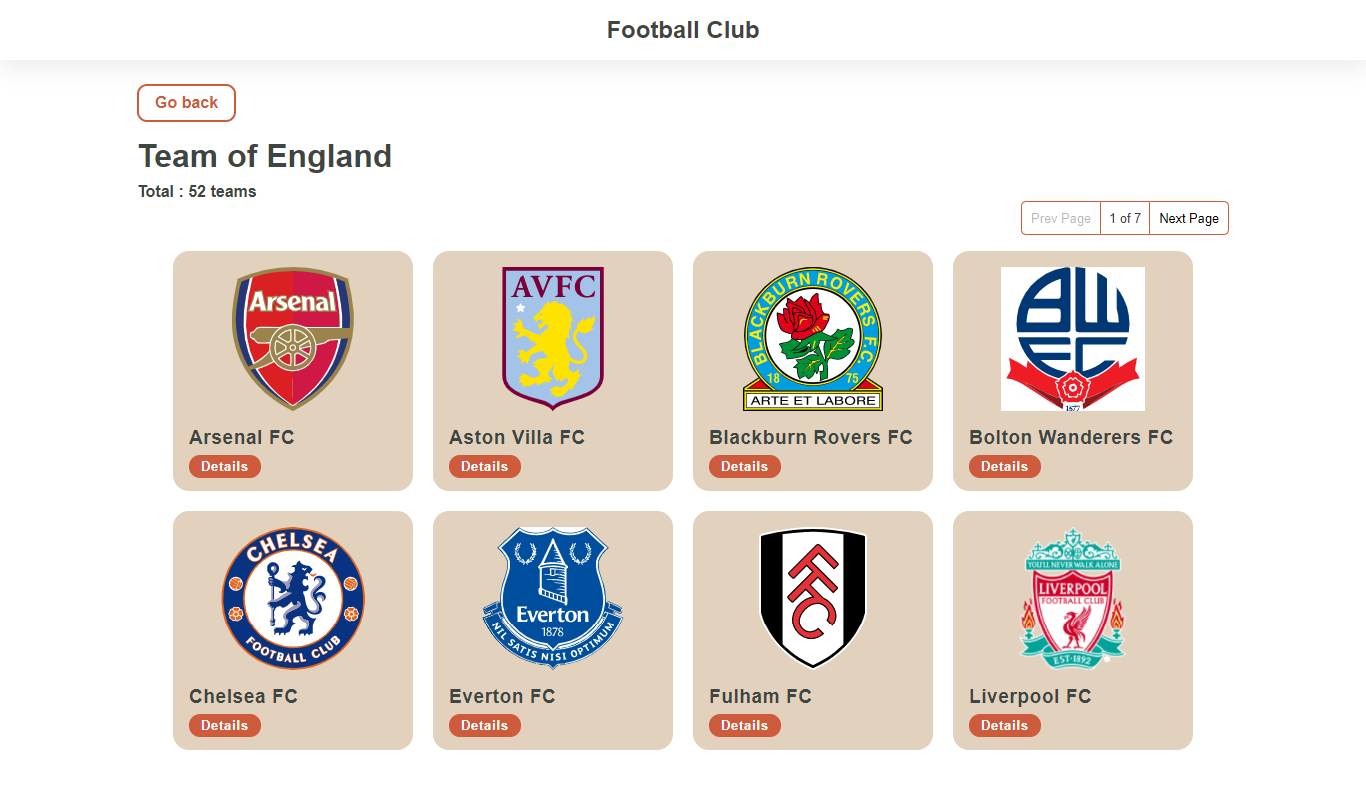 Football Club
Go back
Team of England
Total : 52 teams
Prev Page 1 of 7 Next Page
Arsenal
AVFC
BLACKBURN ROVERS F.C.
18 75
ARTE ET LABORE
BWFC
1877
Arsenal FC
Aston Villa FC
Blackburn Rovers FC
Bolton Wanderers FC
Details
Details
Details
Details
CHELSEA
FOOTBALL CLUB
Everton
1878
NIL SATIS NISI OPTIMUM
FFC
YOU'LL NEVER WALK ALONE
LIVERPOOL
FOOTBALL CLUB
EST·1892
Chelsea FC
Everton FC
Fulham FC
Liverpool FC
Details
Details
Details
Details